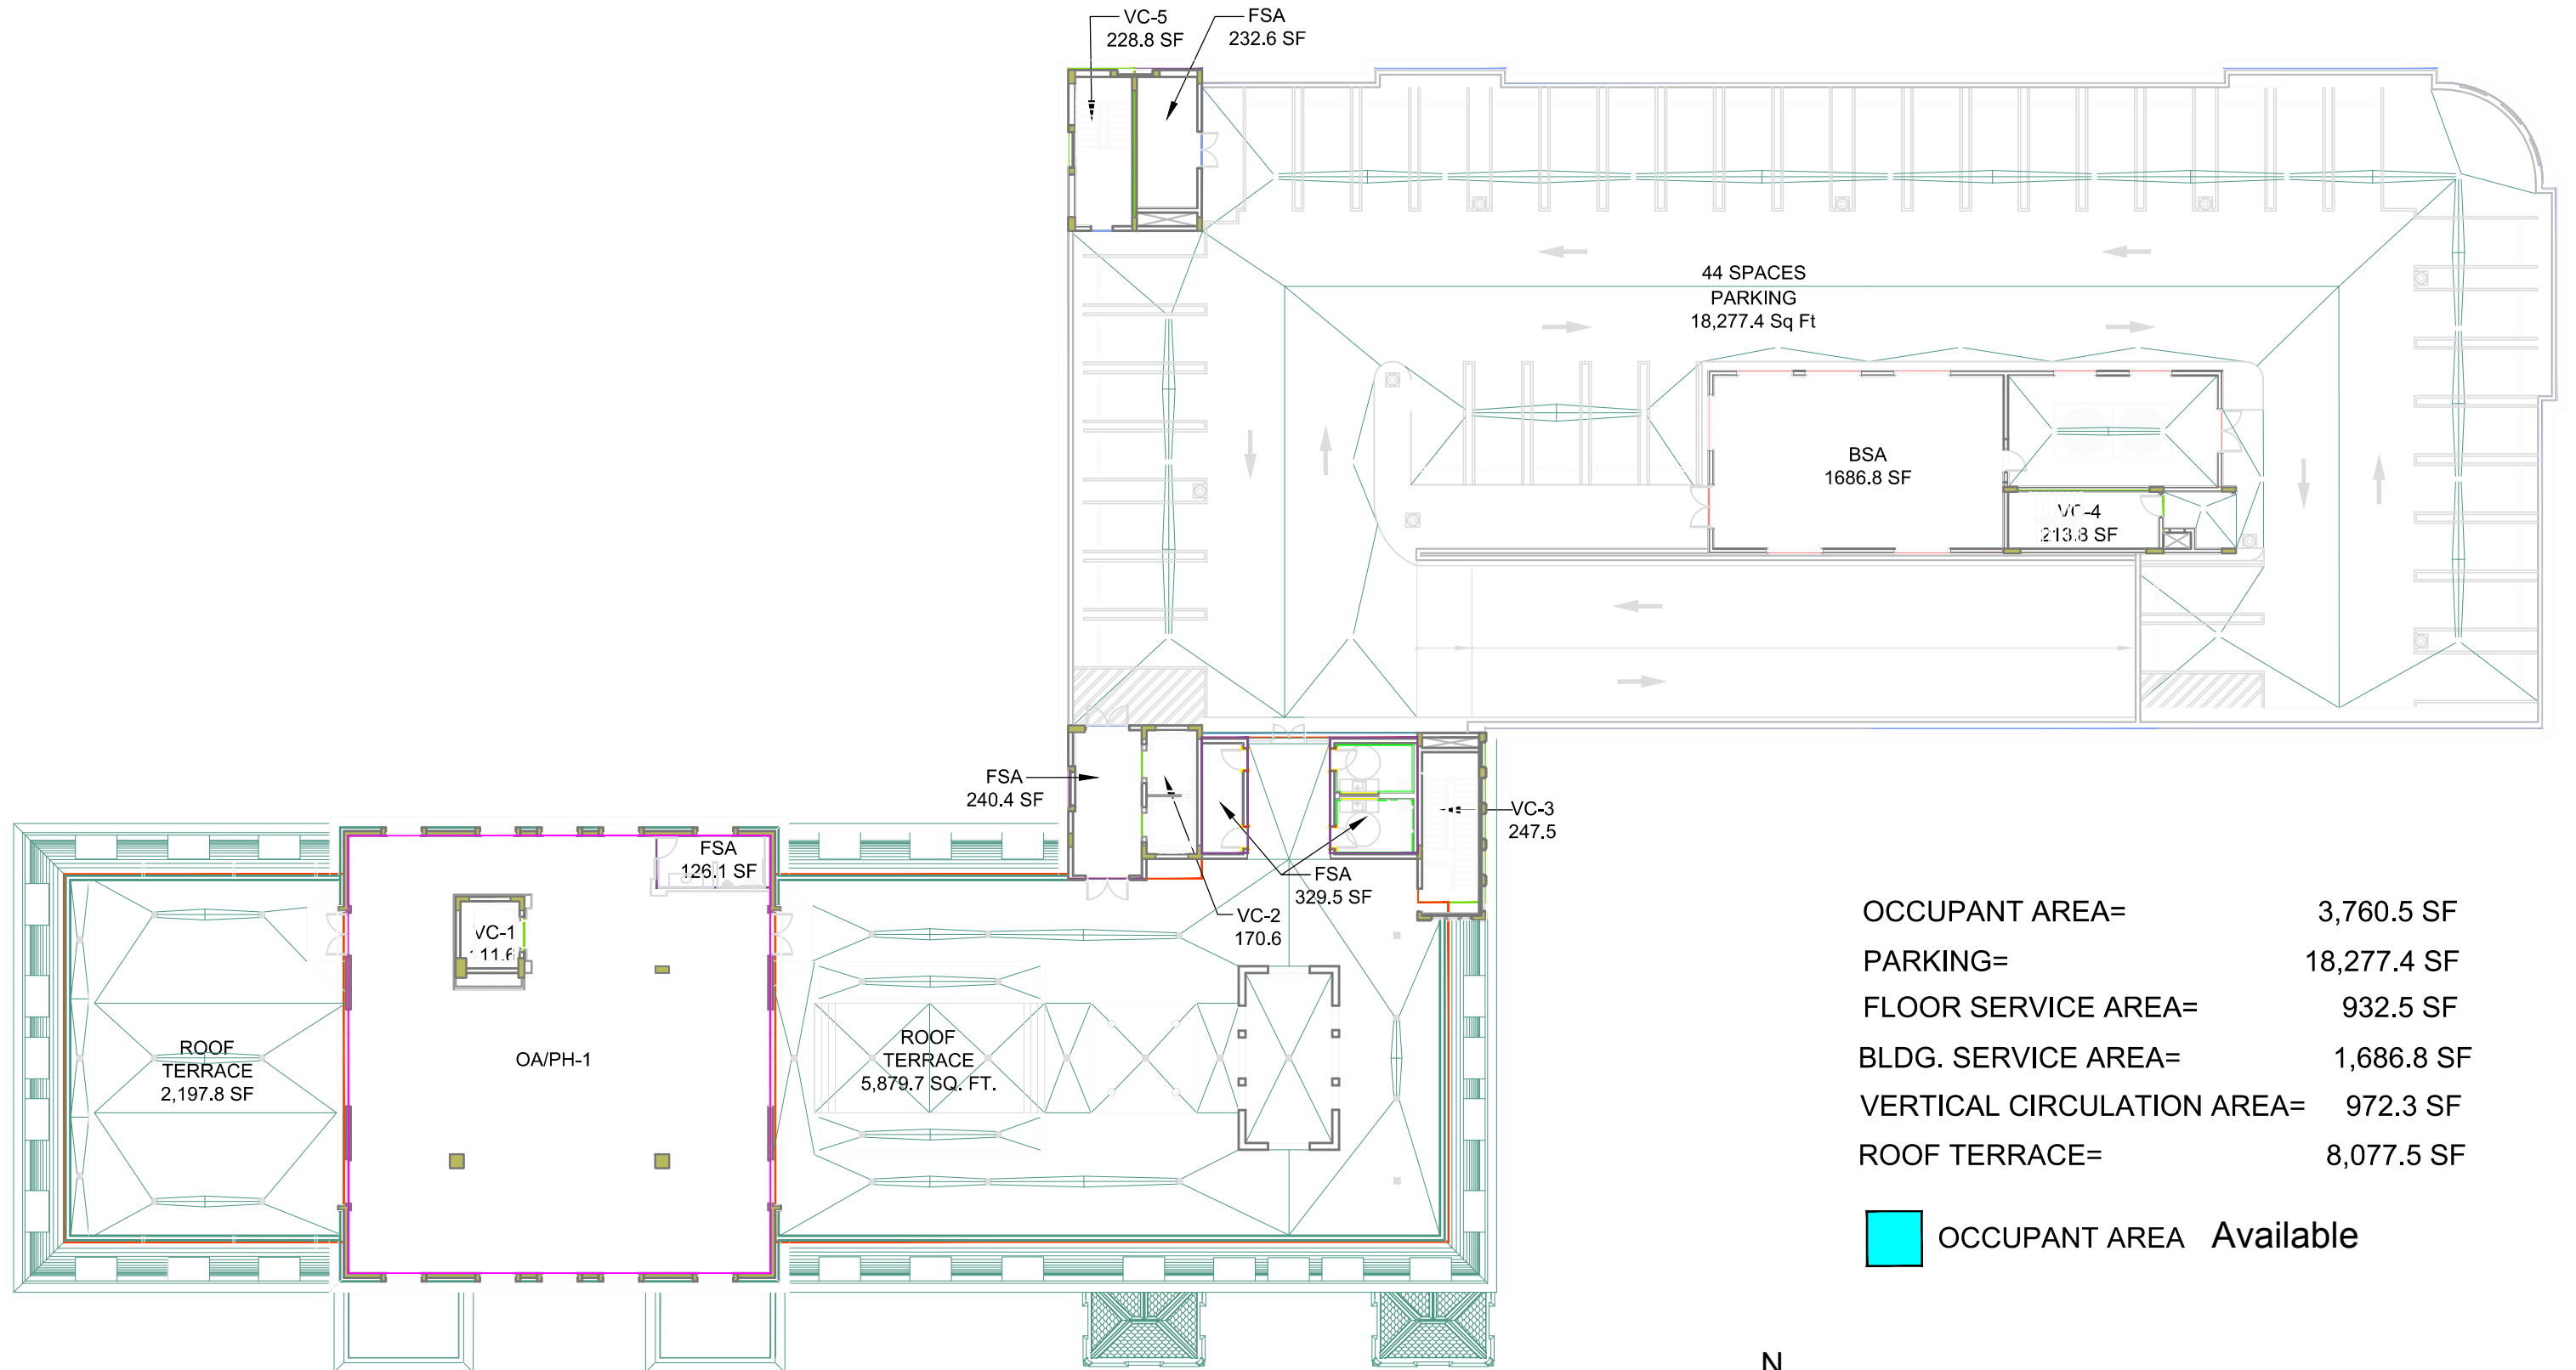 VC-5
228.8 SF
FSA
232.6 SF
44 SPACES
PARKING
18,277.4 Sq Ft
BSA
1686.8 SF
VC-4
213.8 SF
FSA
240.4 SF
VC-3
247.5
FSA
126.1 SF
FSA
329.5 SF
VC-2
170.6
VC-1
111.6
ROOF
TERRACE
2,197.8 SF
OA/PH-1
ROOF
TERRACE
5,879.7 SQ. FT.
OCCUPANT AREA= 3,760.5 SF
PARKING= 18,277.4 SF
FLOOR SERVICE AREA= 932.5 SF
BLDG. SERVICE AREA= 1,686.8 SF
VERTICAL CIRCULATION AREA= 972.3 SF
ROOF TERRACE= 8,077.5 SF
OCCUPANT AREA Available
N